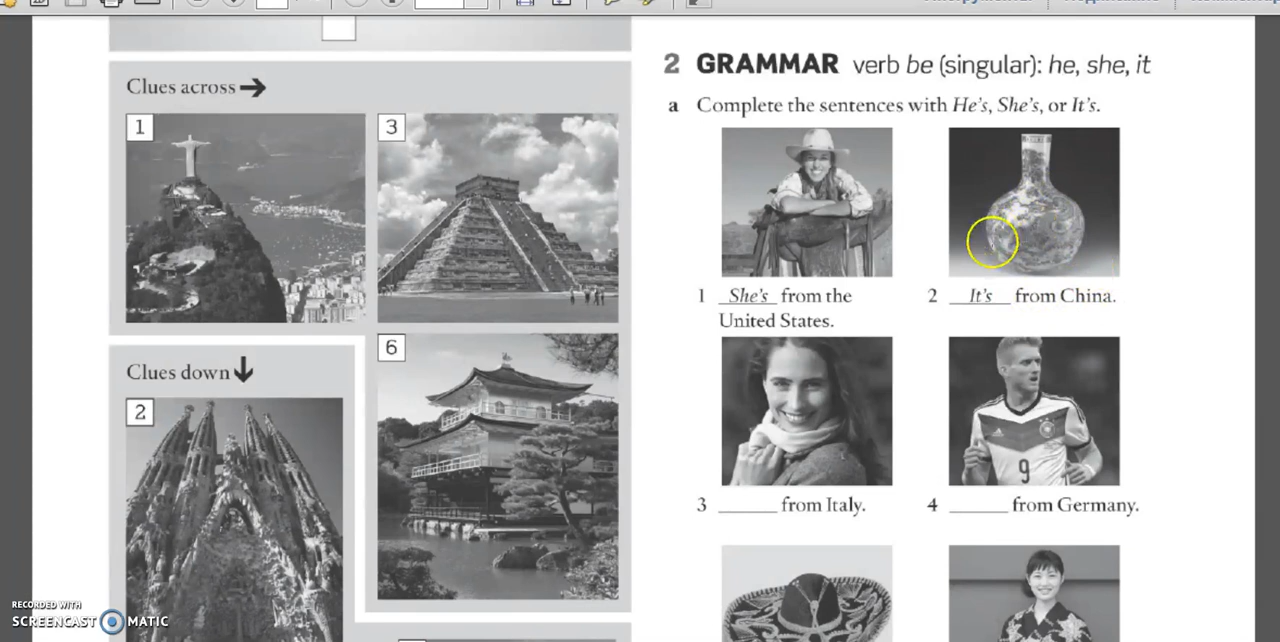 Clues across
1
3
Clues down
2
6
2 GRAMMAR verb be (singular): he, she, it
a Complete the sentences with He's, She's, or It's.
1 She's from the
United States.
2 It's from China.
3 ______ from Italy.
4 ______ from Germany.
9
RECORDED WITH
SCREENCAST MATIC